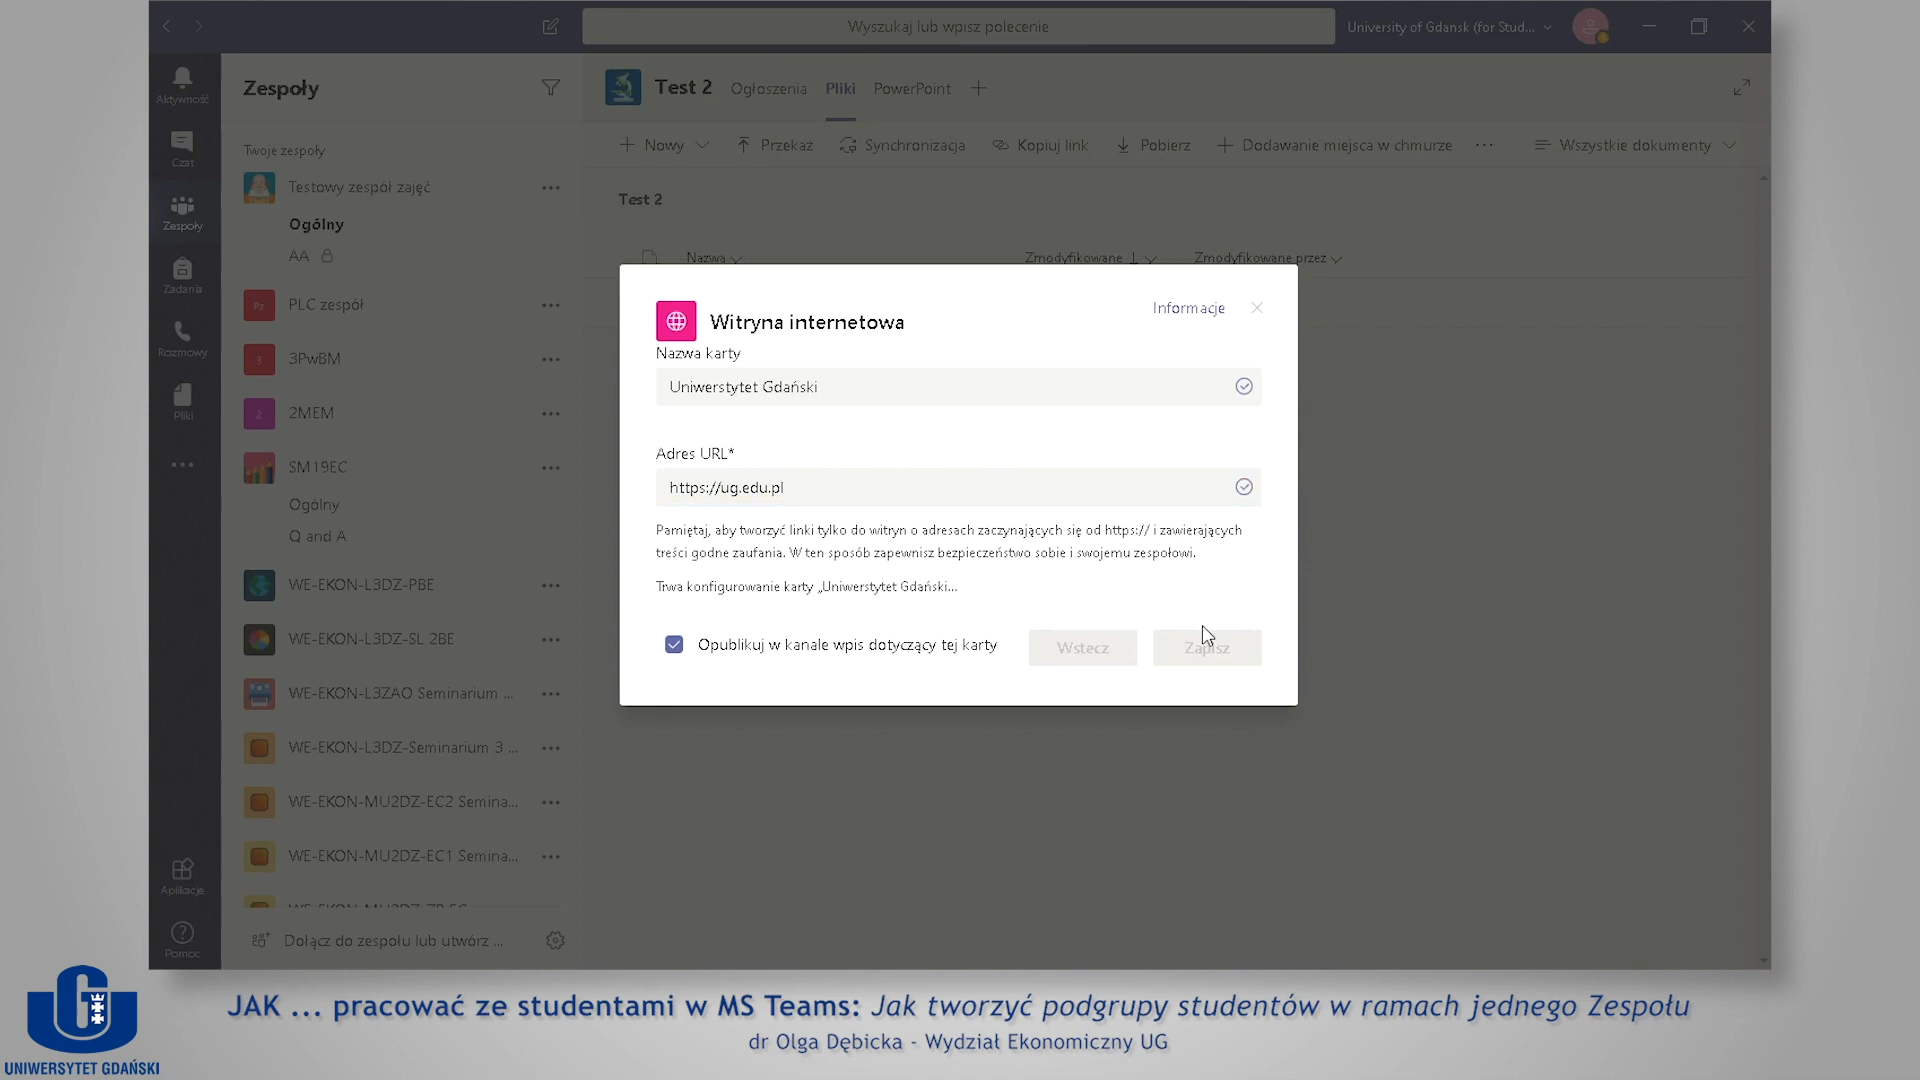 Wyszukaj lub wpisz polecenie
University of Gdansk (for Stud...
Aktywność
Czat
Zespoły
Zadania
Rozmowy
Pliki
Aplikacje
Pomoc
Zespoły
Twoje zespoły
Testowy zespół zajęć
Ogólny
AA
Pz PLC zespół
3 3PwBM
2 2MEM
SM19EC
Ogólny
Q and A
WE-EKON-L3DZ-PBE
WE-EKON-L3DZ-SL 2BE
WE-EKON-L3ZAO Seminarium ...
WE-EKON-L3DZ-Seminarium 3 ...
WE-EKON-MU2DZ-EC2 Semina...
WE-EKON-MU2DZ-EC1 Semina...
Dołącz do zespołu lub utwórz ...
Test 2 Ogłoszenia Pliki PowerPoint
Nowy Przekaż Synchronizacja Kopiuj link Pobierz Dodawanie miejsca w chmurze ... Wszystkie dokumenty
Test 2
Nazwa Zmodyfikowane Zmodyfikowane przez
Witryna internetowa
Informacje
Nazwa karty
Uniwerstytet Gdański
Adres URL*
https://ug.edu.pl
Pamiętaj, aby tworzyć linki tylko do witryn o adresach zaczynających się od https:// i zawierających
treści godne zaufania. W ten sposób zapewnisz bezpieczeństwo sobie i swojemu zespołowi.
Trwa konfigurowanie karty „Uniwerstytet Gdański...
Opublikuj w kanale wpis dotyczący tej karty
Wstecz
Zapisz
JAK ... pracować ze studentami w MS Teams: Jak tworzyć podgrupy studentów w ramach jednego Zespołu
dr Olga Dębicka - Wydział Ekonomiczny UG
UNIWERSYTET GDAŃSKI